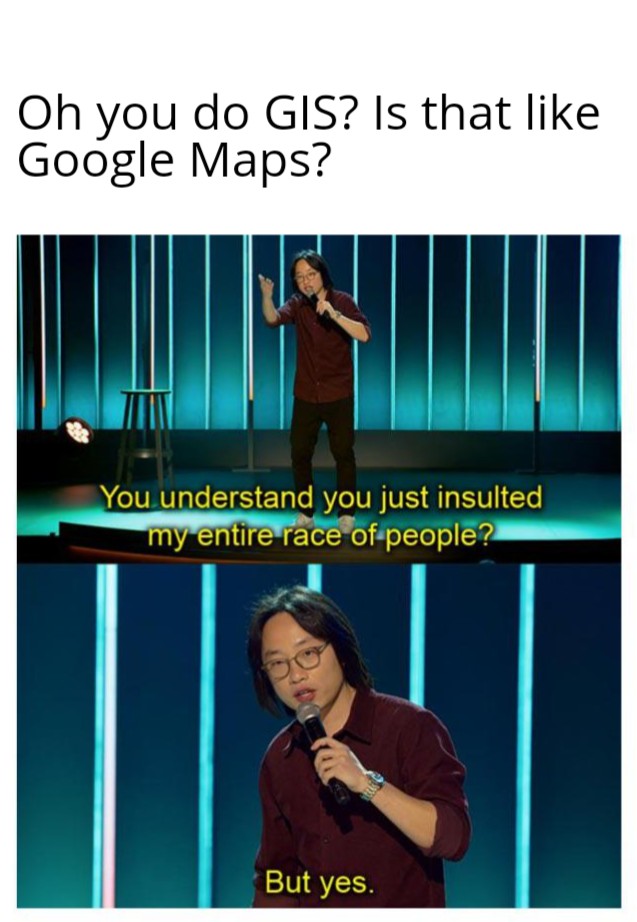 Oh you do GIS? Is that like
Google Maps?
You understand you just insulted
my entire race of people?
But yes.